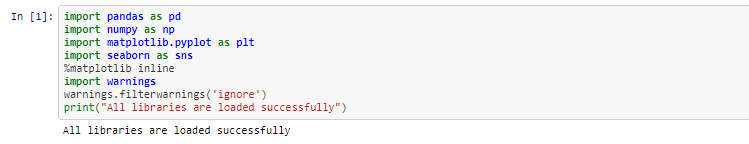 In [1]: import pandas as pd
import numpy as np
import matplotlib.pyplot as plt
import seaborn as sns
%matplotlib inline
import warnings
warnings.filterwarnings('ignore')
print("All libraries are loaded successfully")
All libraries are loaded successfully